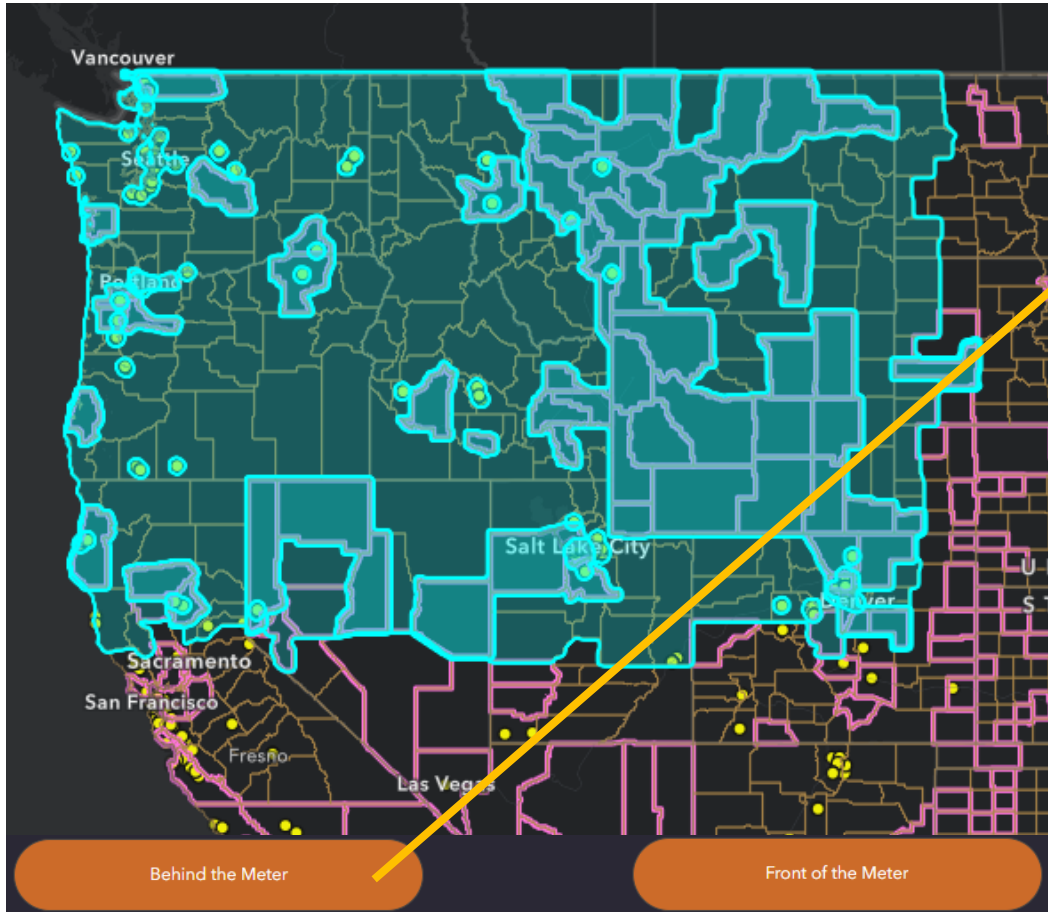 Vancouver
Seattle
Portland
Salt Lake City
U
Denver
S T
Sacramento
San Francisco
Fresno
Las Vegas
Behind the Meter
Front of the Meter